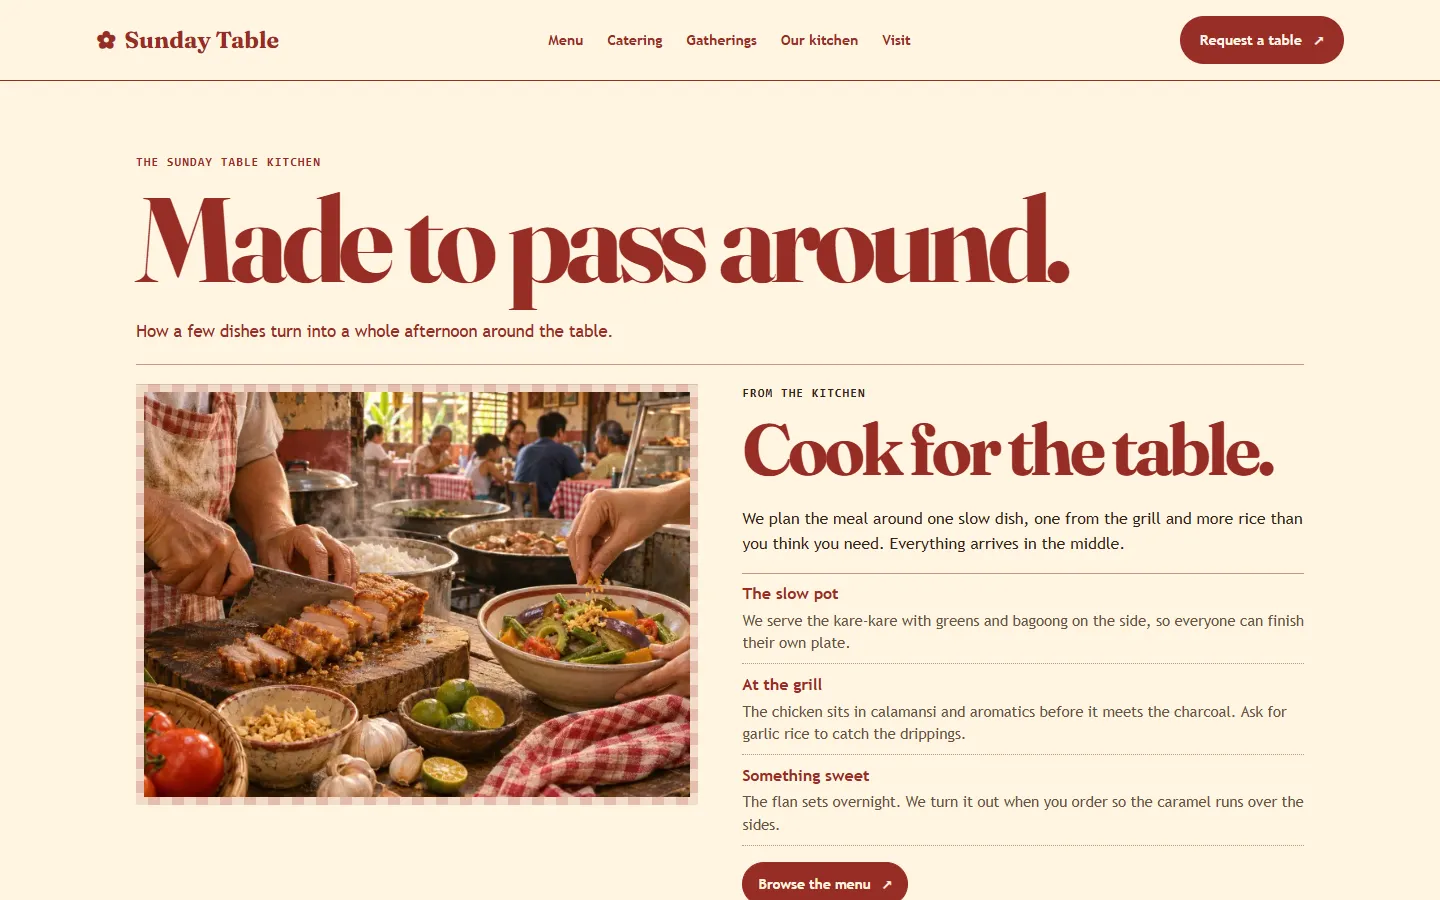 ✿ Sunday Table
Menu Catering Gatherings Our kitchen Visit
Request a table ↗
THE SUNDAY TABLE KITCHEN
Made to pass around.
How a few dishes turn into a whole afternoon around the table.
FROM THE KITCHEN
Cook for the table.
We plan the meal around one slow dish, one from the grill and more rice than
you think you need. Everything arrives in the middle.
The slow pot
We serve the kare-kare with greens and bagoong on the side, so everyone can finish
their own plate.
At the grill
The chicken sits in calamansi and aromatics before it meets the charcoal. Ask for
garlic rice to catch the drippings.
Something sweet
The flan sets overnight. We turn it out when you order so the caramel runs over the
sides.
Browse the menu ↗